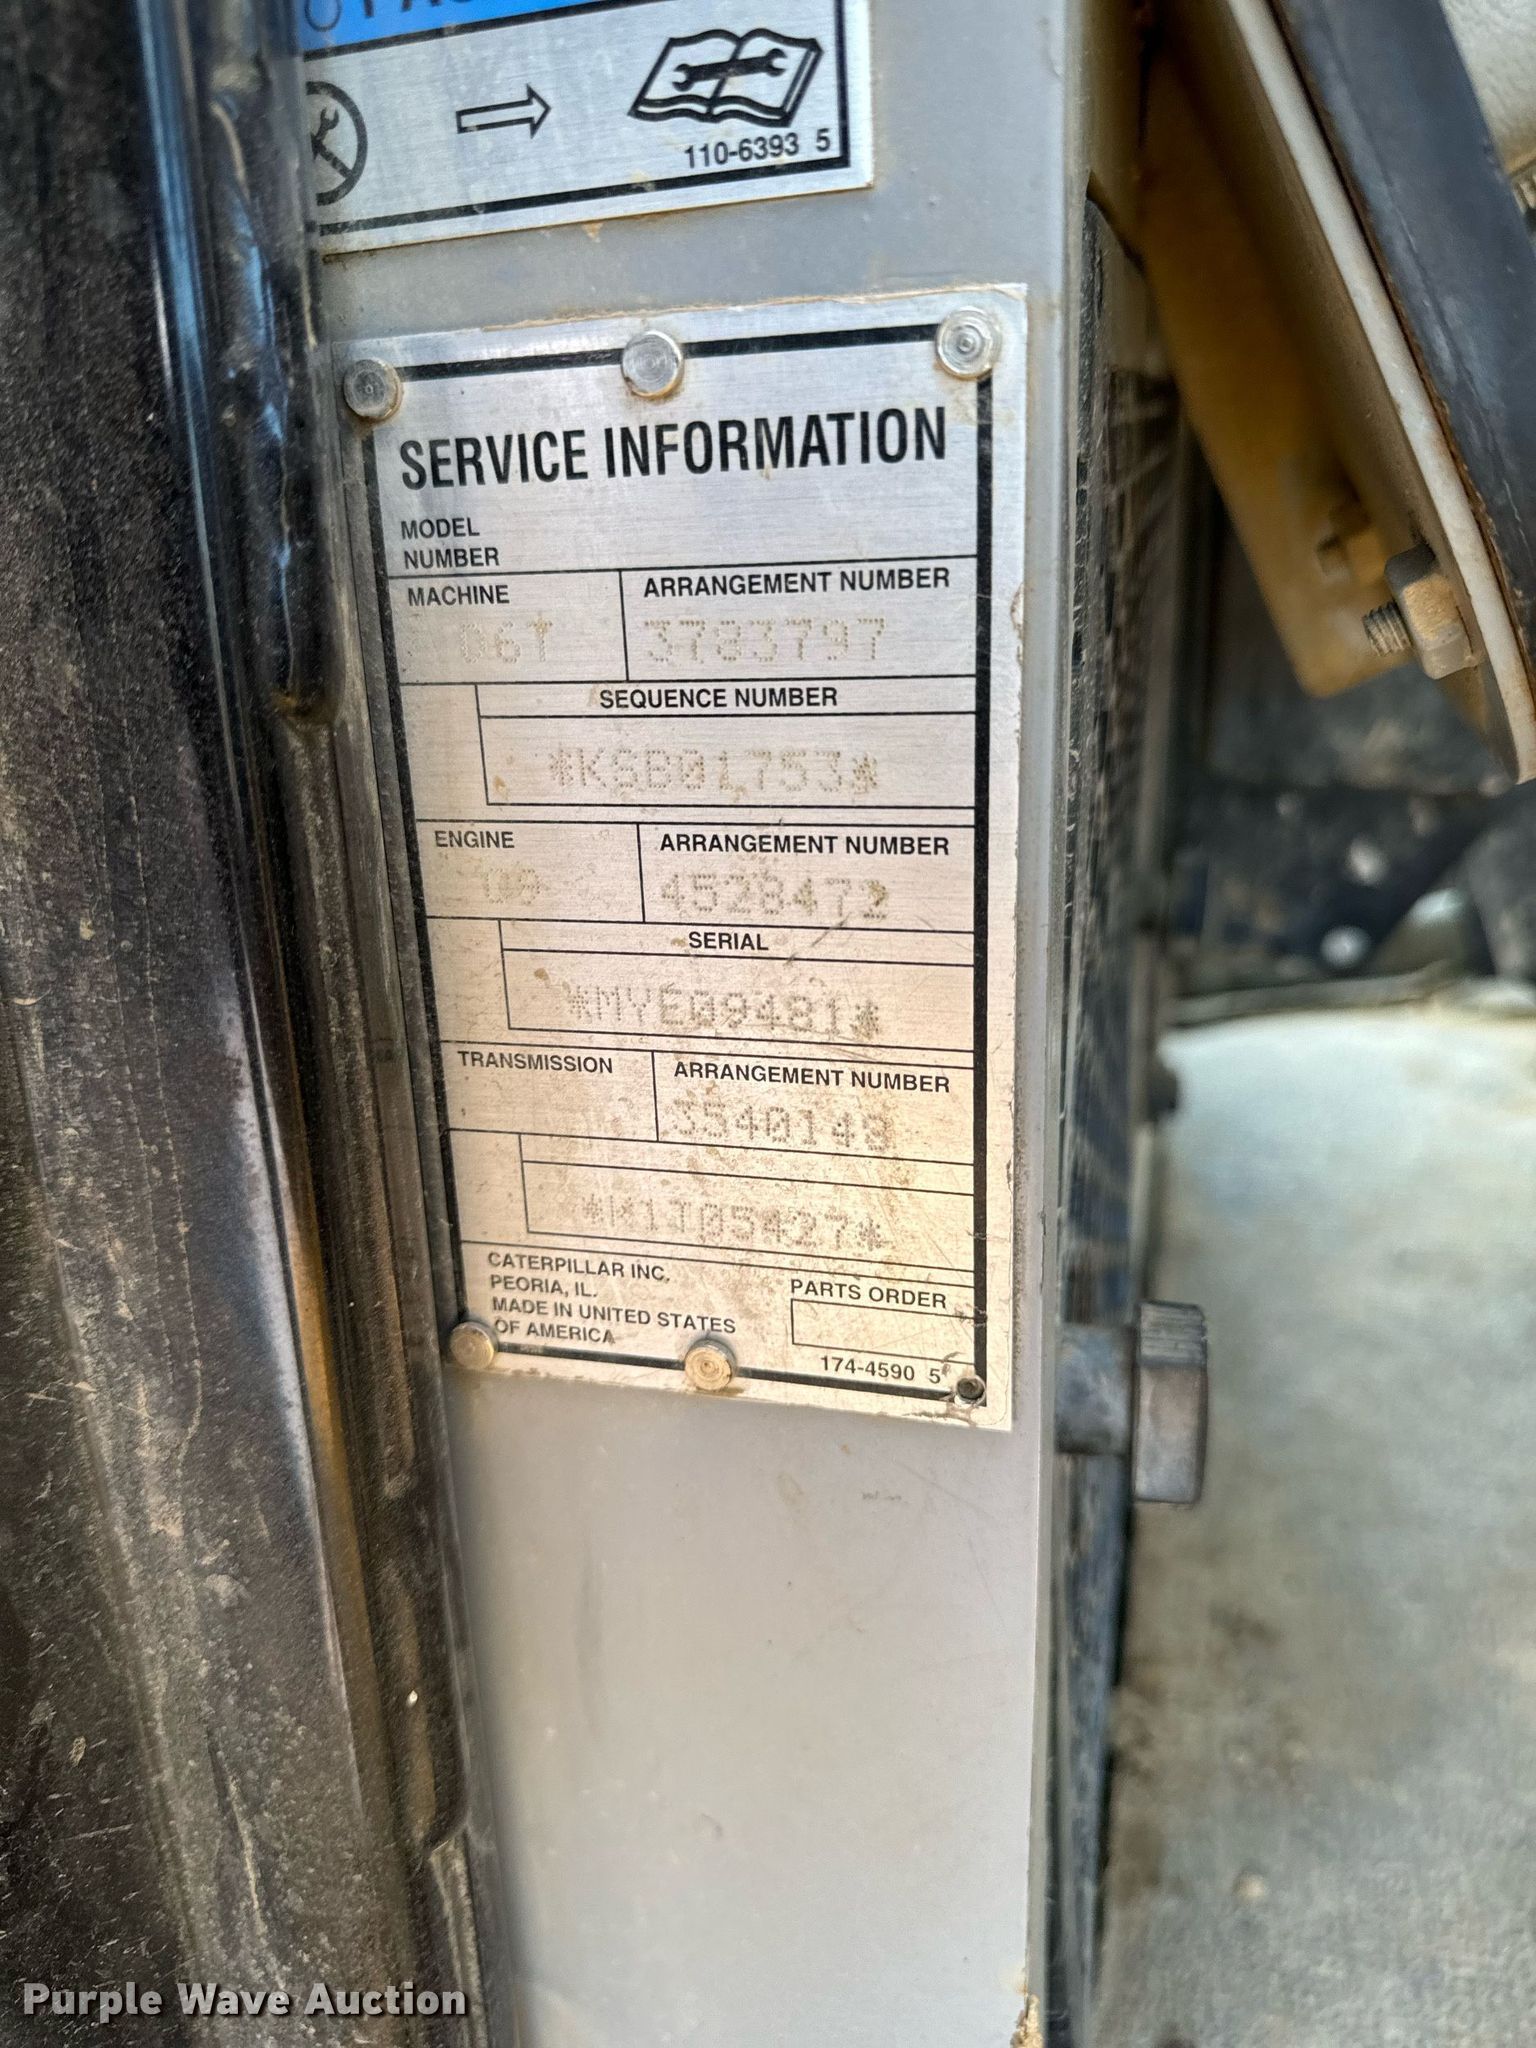 110-6393 5
SERVICE INFORMATION
MODEL
NUMBER
MACHINE
ARRANGEMENT NUMBER
D6T
3783797
SEQUENCE NUMBER
*KSB01753*
ENGINE
ARRANGEMENT NUMBER
C9
4528472
SERIAL
*MYE09481*
TRANSMISSION
ARRANGEMENT NUMBER
3540149
*K1J05427*
CATERPILLAR INC.
PEORIA, IL.
MADE IN UNITED STATES
OF AMERICA
PARTS ORDER
174-4590 5
Purple Wave Auction